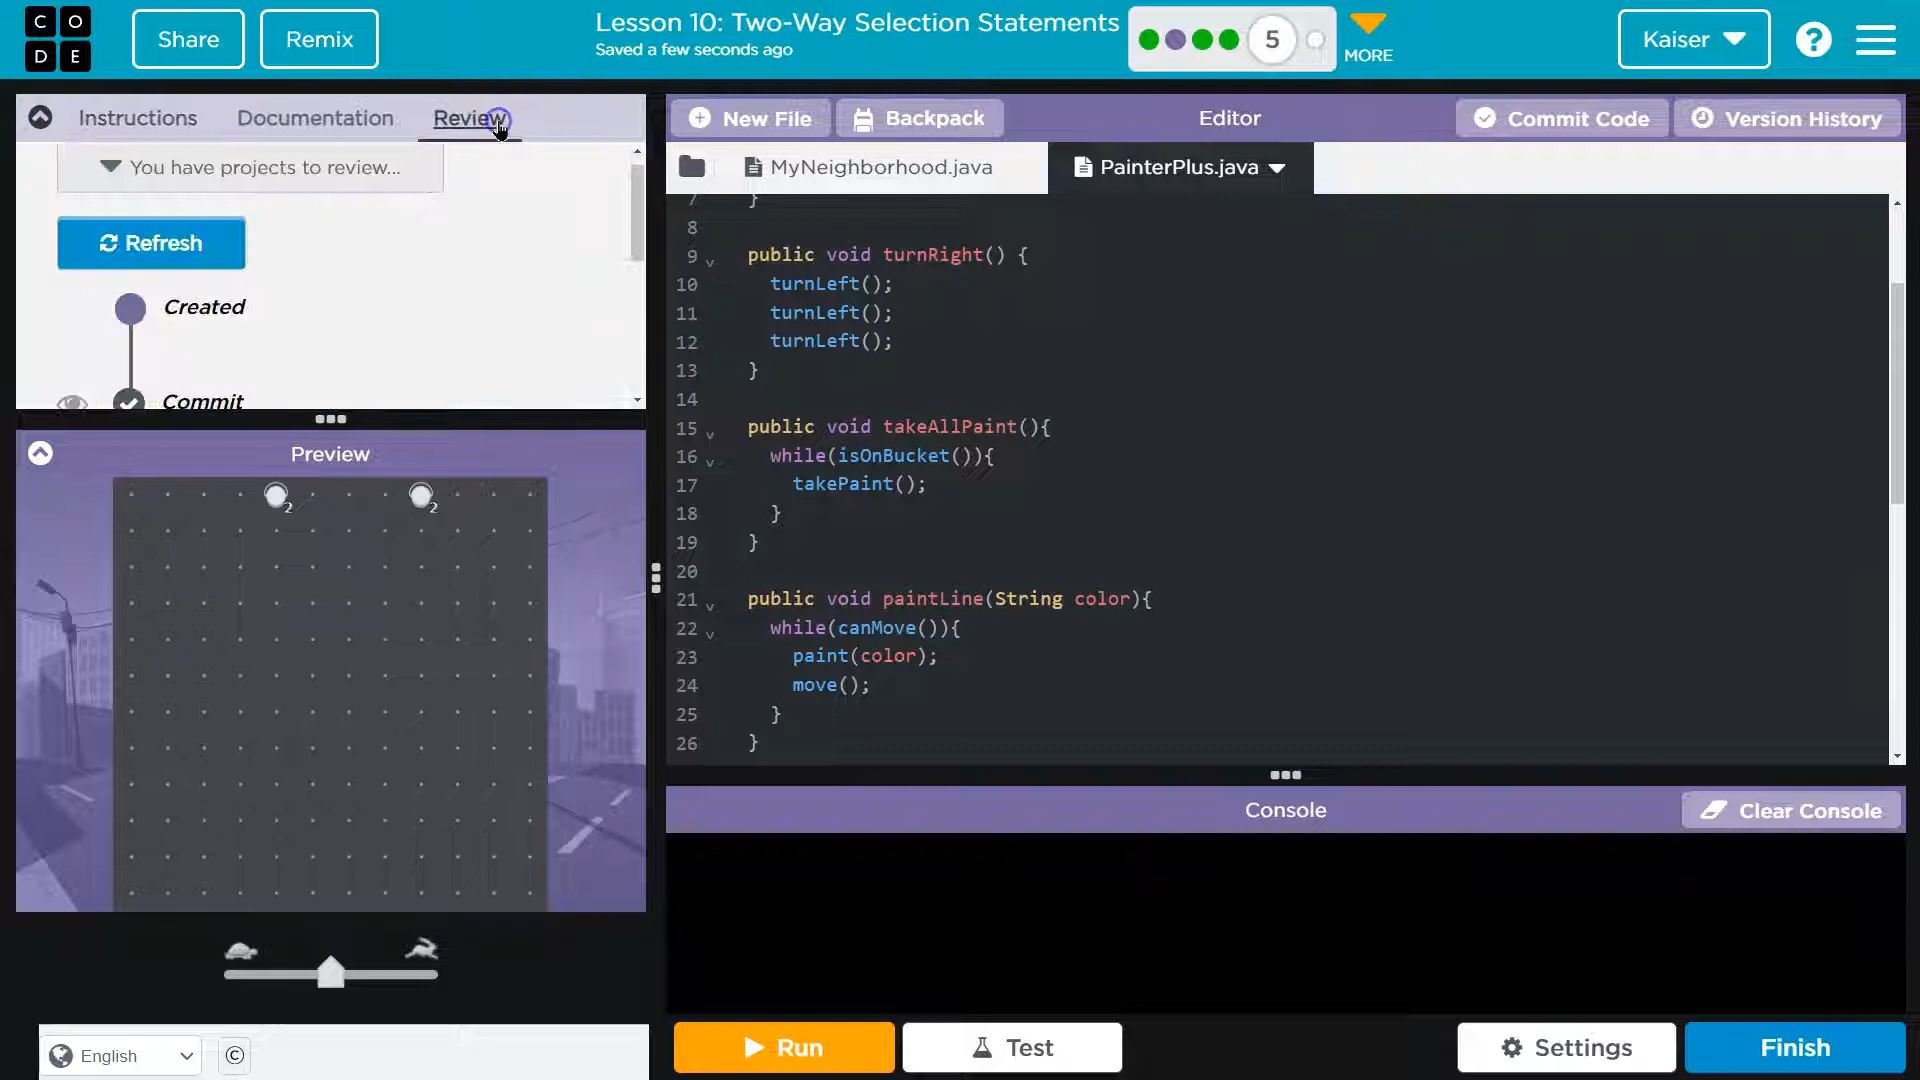 C O
D E
Share
Remix
Lesson 10: Two-Way Selection Statements
Saved a few seconds ago
5
MORE
Kaiser
?
Instructions
Documentation
Review
You have projects to review...
Refresh
Created
Commit
Preview
2
2
English
©
New File
Backpack
Editor
Commit Code
Version History
MyNeighborhood.java
PainterPlus.java
7 }
8
9 public void turnRight() {
10 turnLeft();
11 turnLeft();
12 turnLeft();
13 }
14
15 public void takeAllPaint(){
16 while(isOnBucket()){
17 takePaint();
18 }
19 }
20
21 public void paintLine(String color){
22 while(canMove()){
23 paint(color);
24 move();
25 }
26 }
Console
Clear Console
Run
Test
Settings
Finish